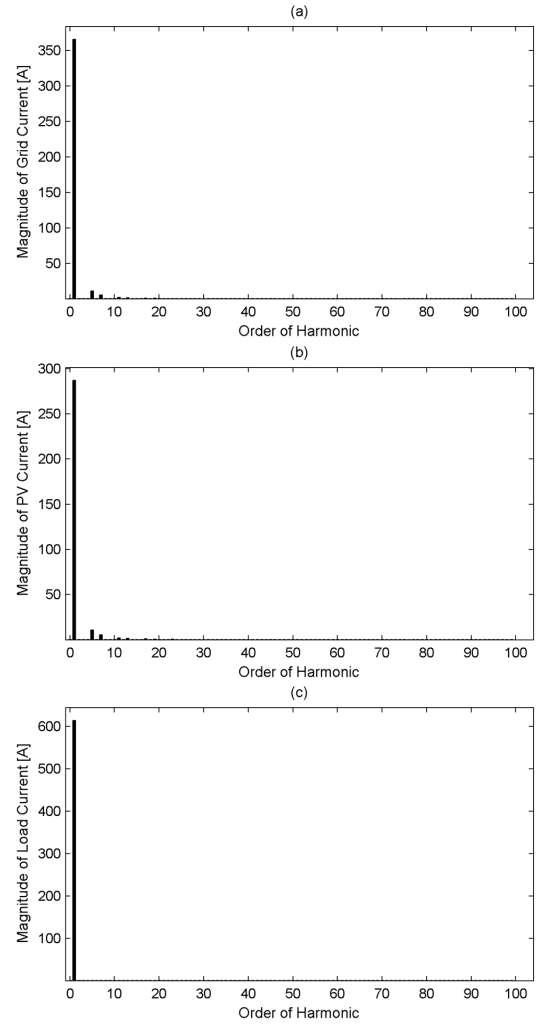 (a)
350
300
250
200
150
100
50
Magnitude of Grid Current [A]
0 10 20 30 40 50 60 70 80 90 100
Order of Harmonic
(b)
300
250
200
150
100
50
Magnitude of PV Current [A]
0 10 20 30 40 50 60 70 80 90 100
Order of Harmonic
(c)
600
500
400
300
200
100
Magnitude of Load Current [A]
0 10 20 30 40 50 60 70 80 90 100
Order of Harmonic